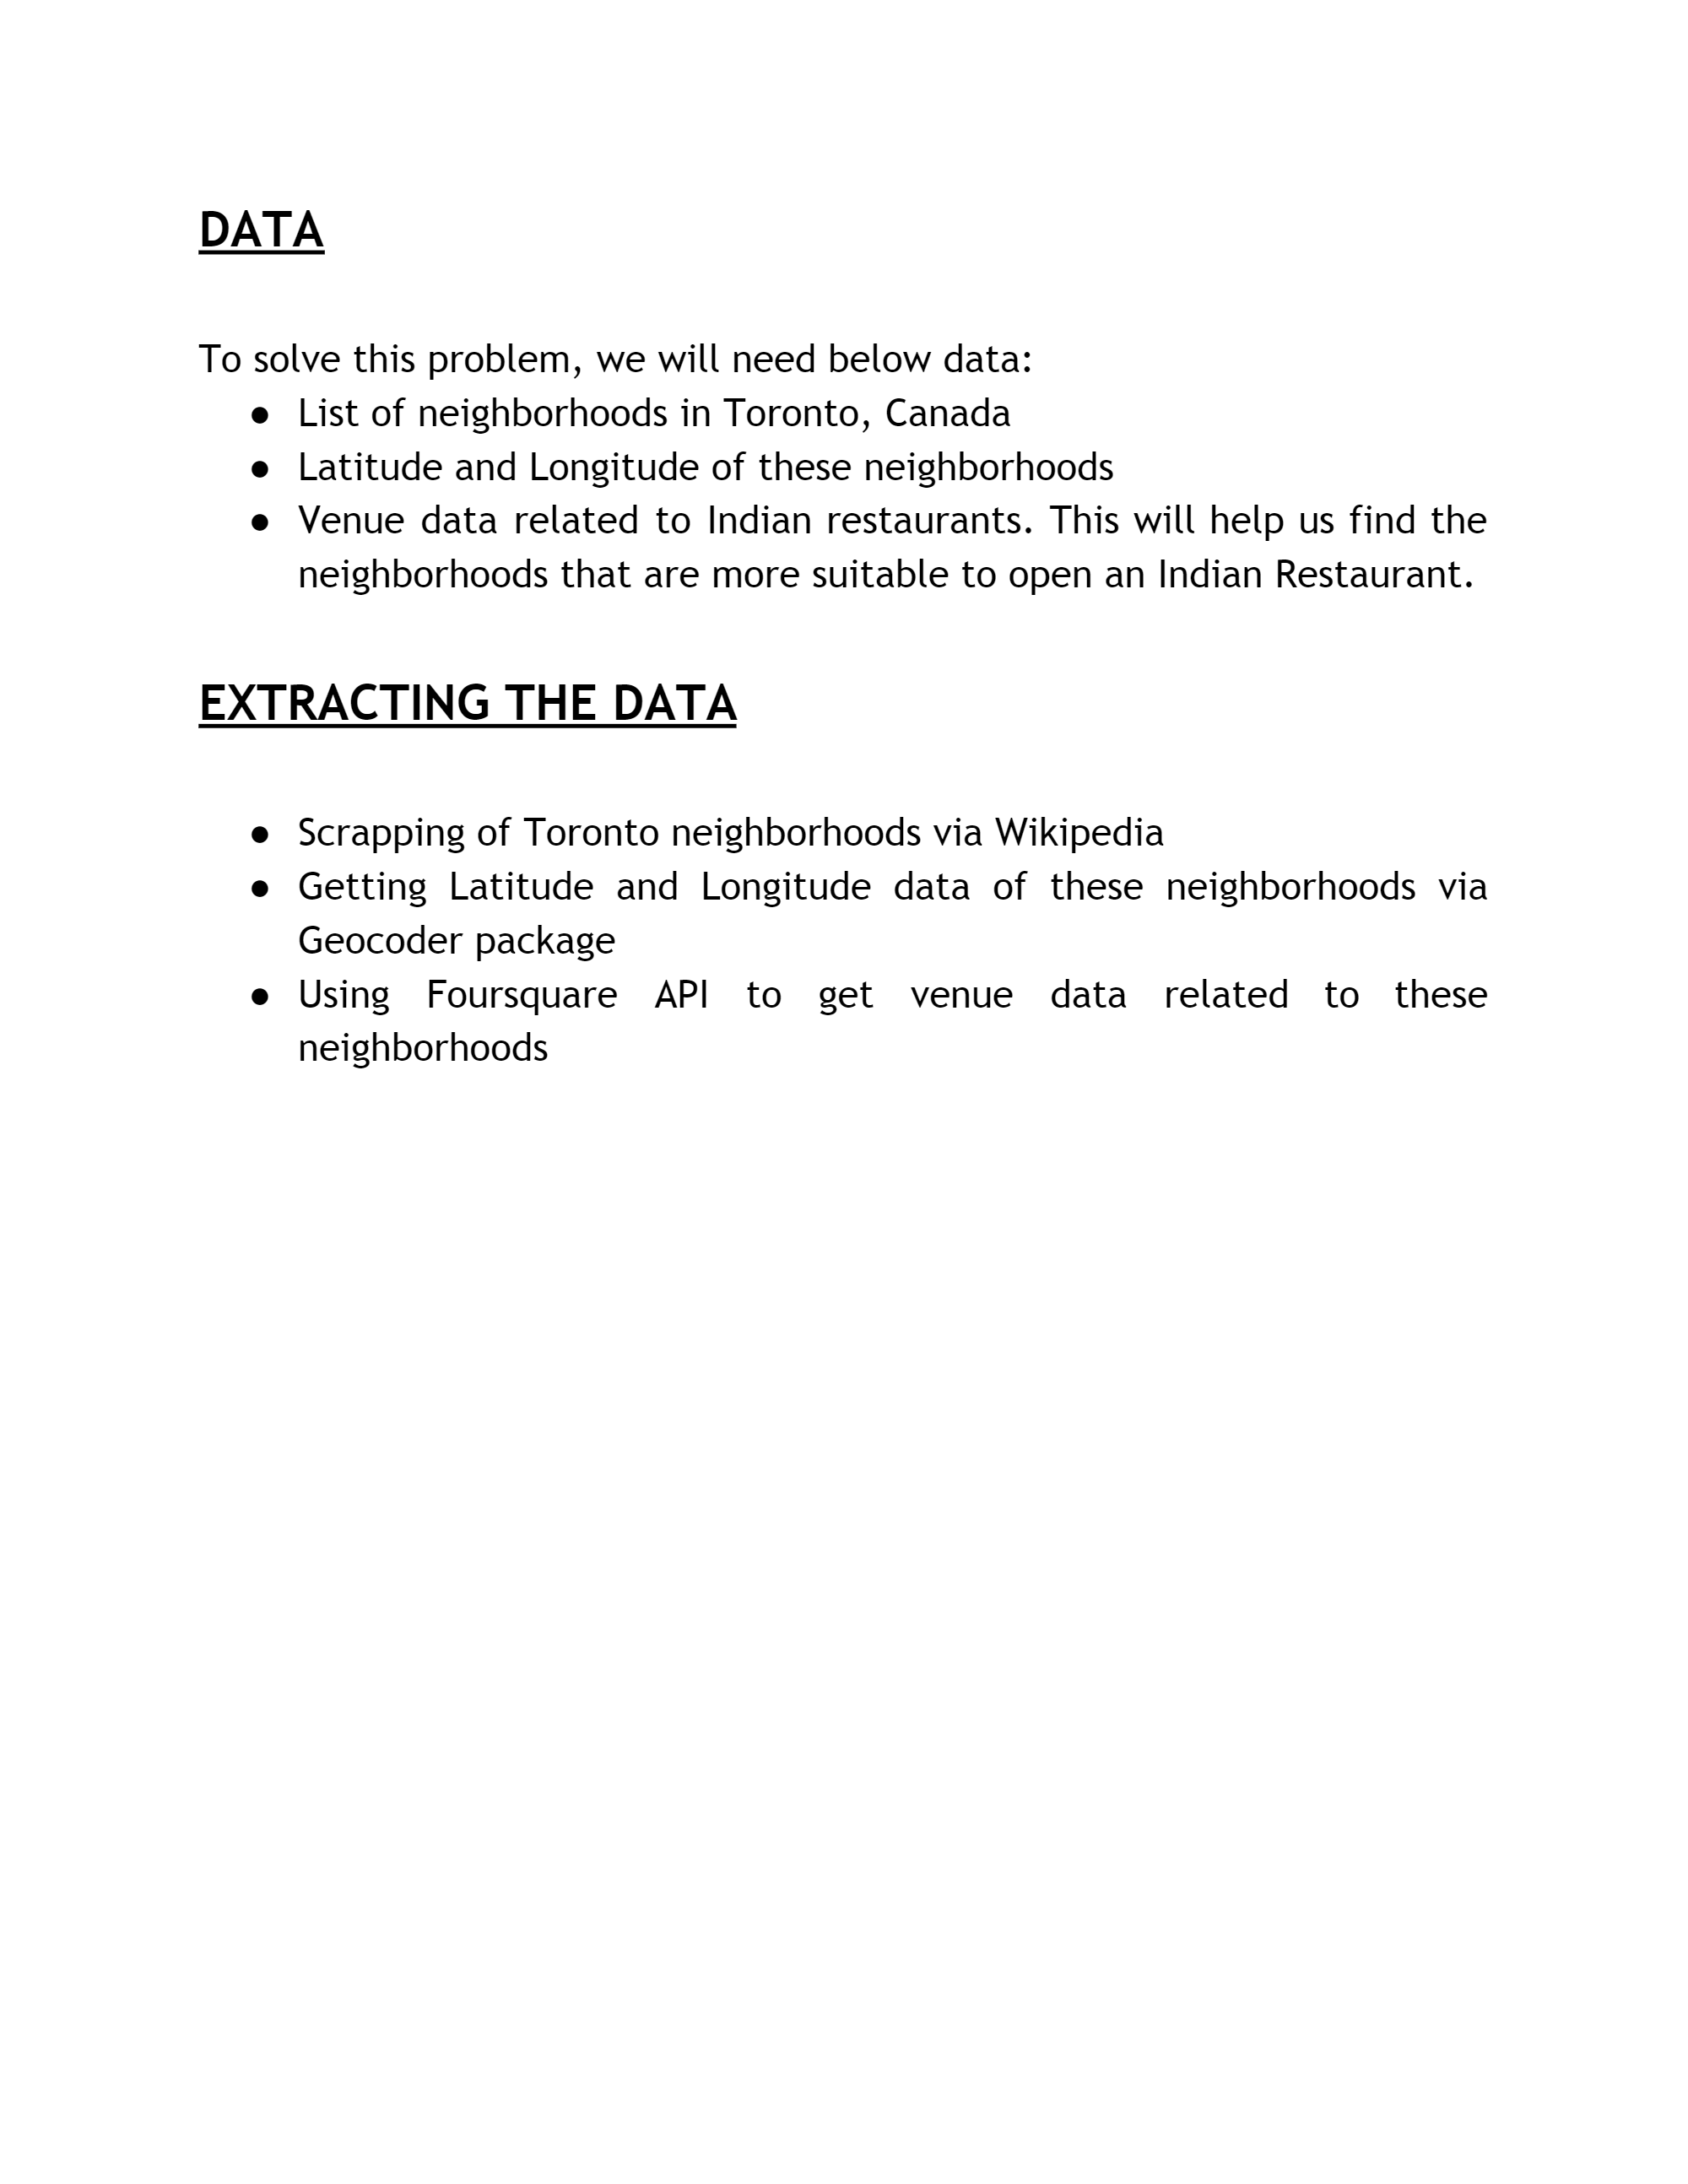 DATA
To solve this problem, we will need below data:
● List of neighborhoods in Toronto, Canada
● Latitude and Longitude of these neighborhoods
● Venue data related to Indian restaurants. This will help us find the
neighborhoods that are more suitable to open an Indian Restaurant.
EXTRACTING THE DATA
● Scrapping of Toronto neighborhoods via Wikipedia
● Getting Latitude and Longitude data of these neighborhoods via
Geocoder package
● Using Foursquare API to get venue data related to these
neighborhoods